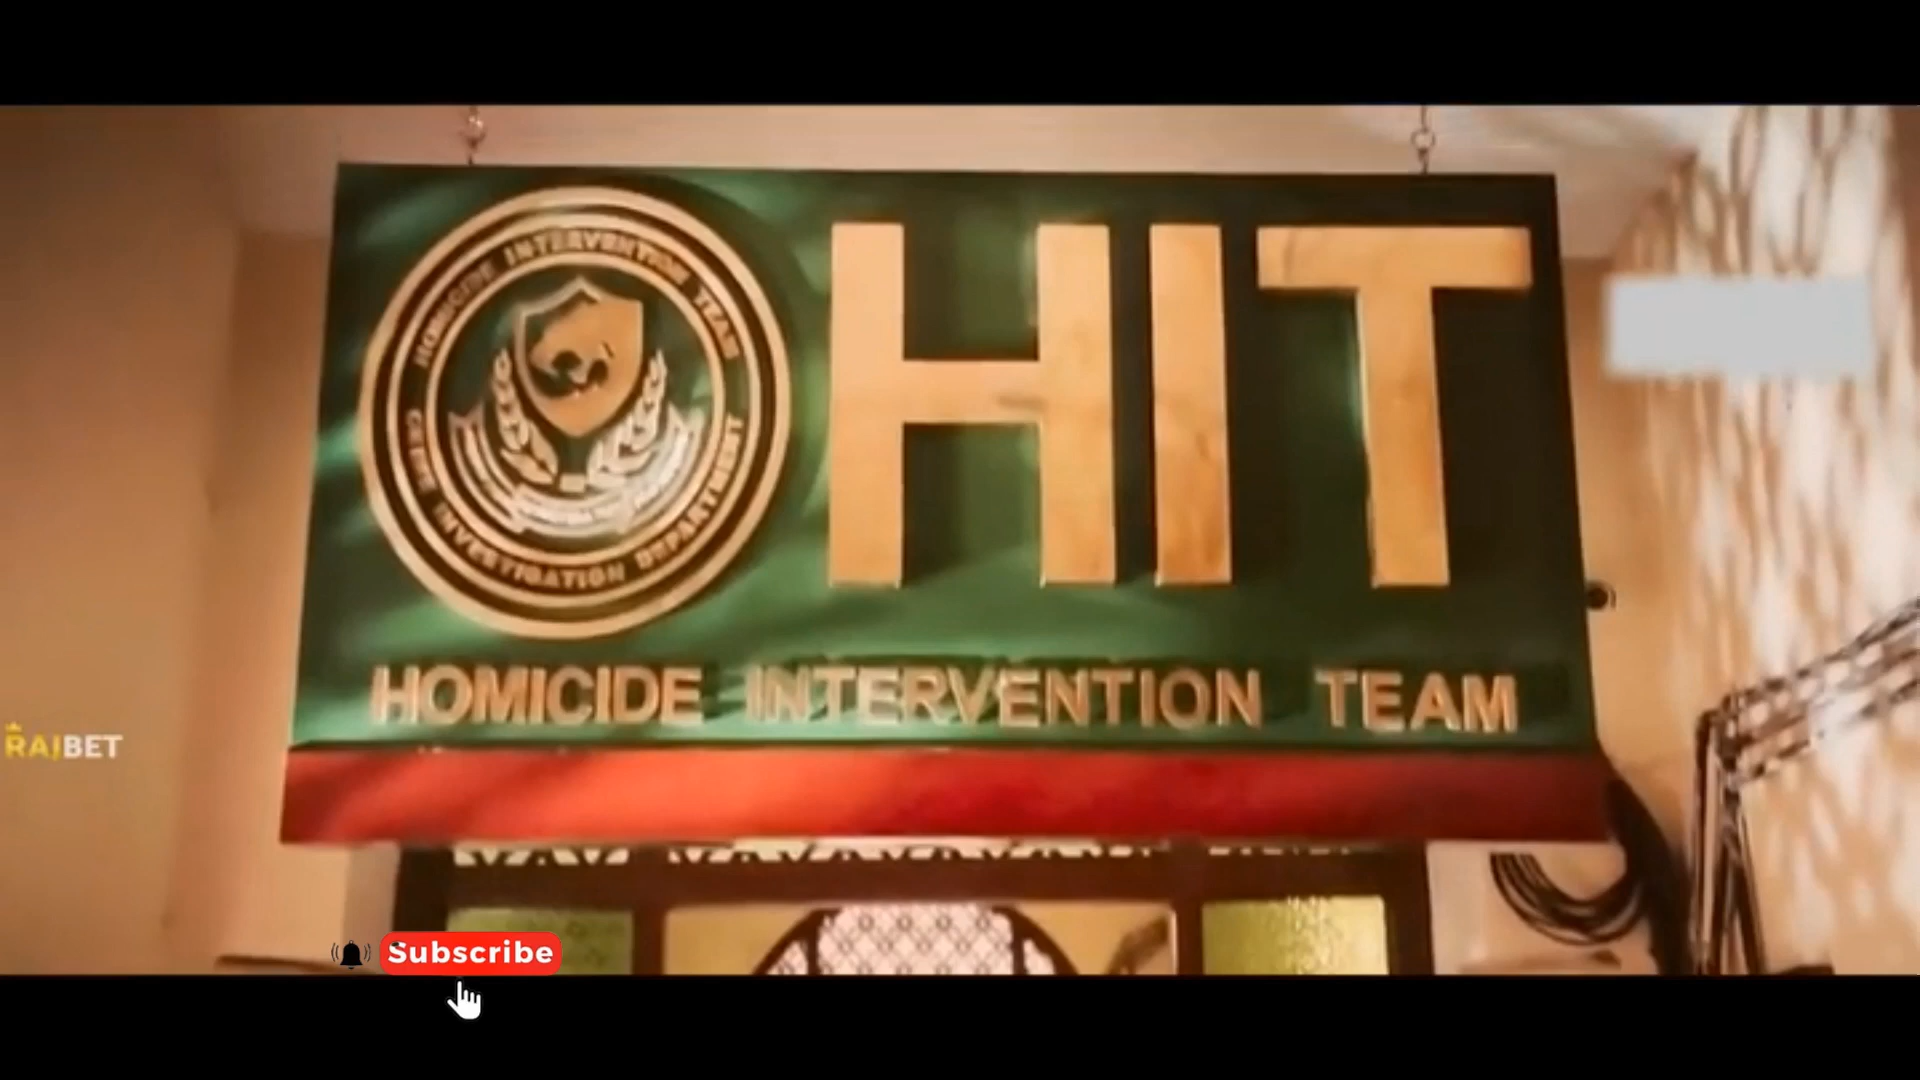 HOMICIDE INTERVENTION TEAM
CRIME INVESTIGATION DEPARTMENT
HIT
HOMICIDE INTERVENTION TEAM
RAJBET
Subscribe